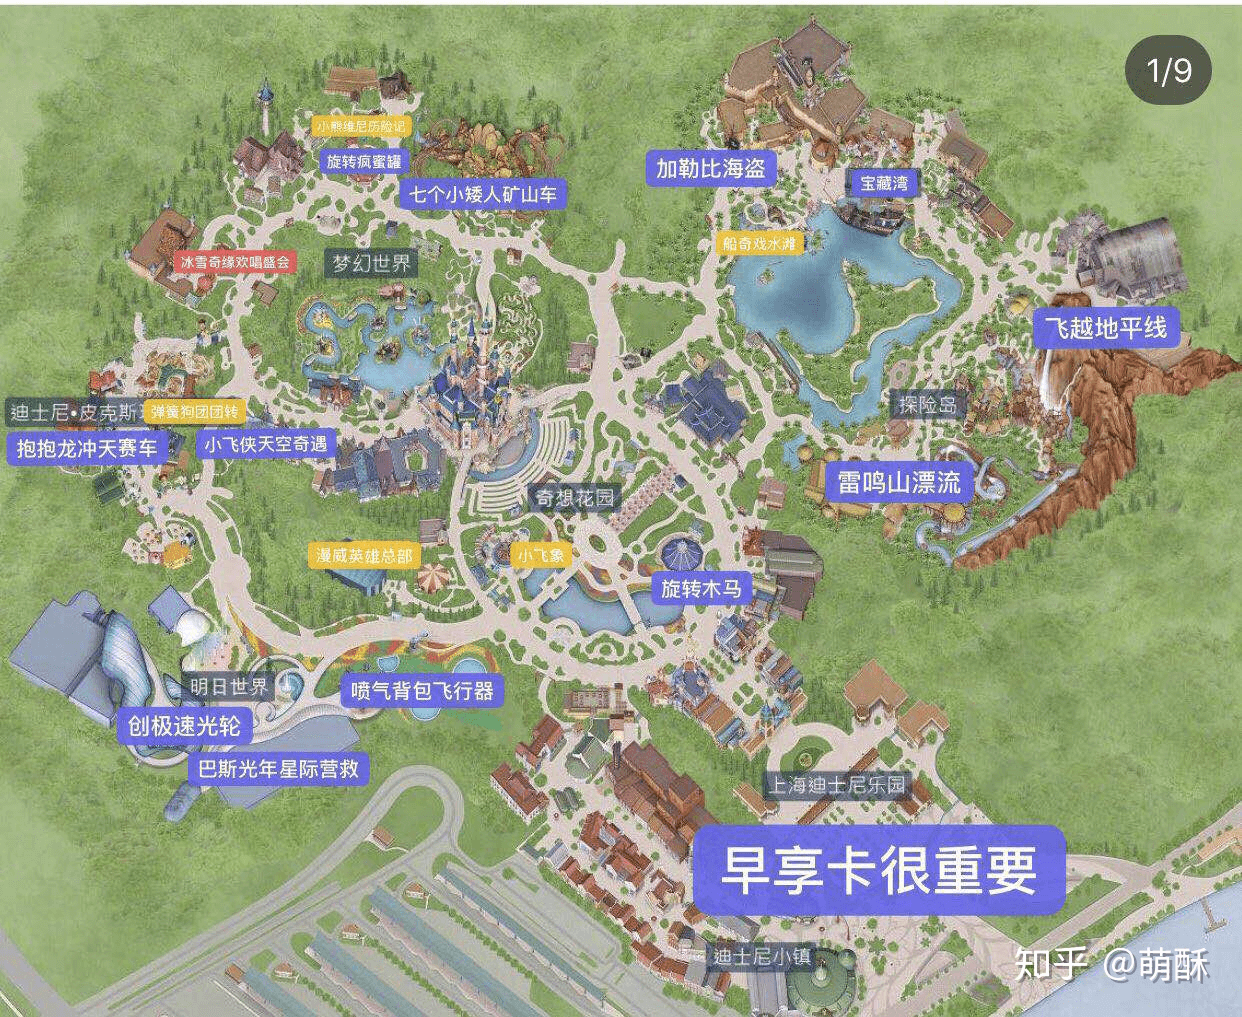 1/9
小熊维尼历险记
旋转疯蜜罐
七个小矮人矿山车
加勒比海盗
宝藏湾
船奇戏水滩
冰雪奇缘欢唱盛会
梦幻世界
飞越地平线
迪士尼•皮克斯
弹簧狗团团转
探险岛
抱抱龙冲天赛车
小飞侠天空奇遇
雷鸣山漂流
奇想花园
漫威英雄总部
小飞象
旋转木马
明日世界
喷气背包飞行器
创极速光轮
巴斯光年星际营救
上海迪士尼乐园
早享卡很重要
迪士尼小镇
知乎 @萌酥